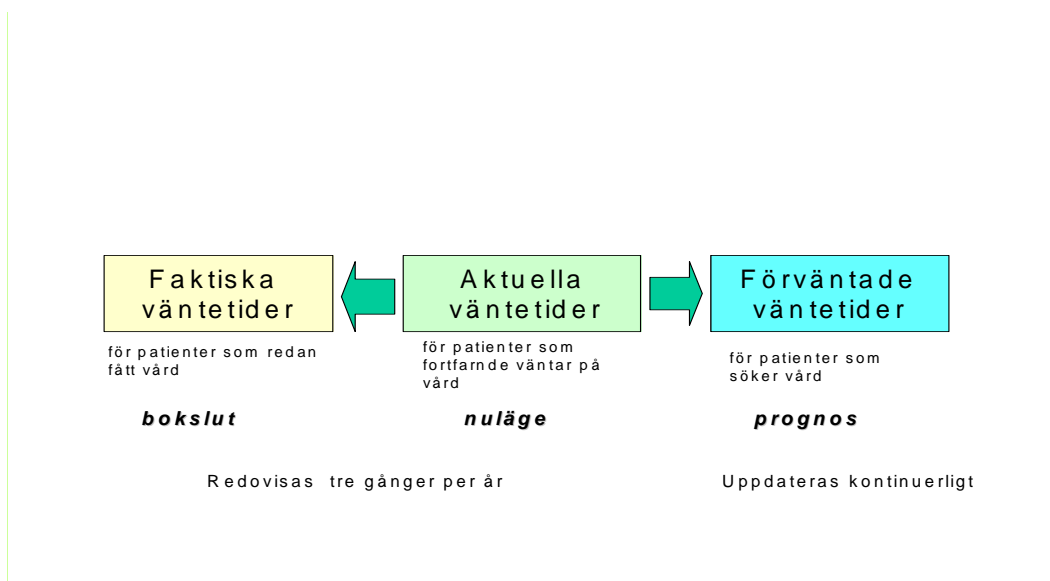 Faktiska
väntetider
för patienter som redan
fått vård
bokslut
Aktuella
väntetider
för patienter som
fortfarnde väntar på
vård
nuläge
Förväntade
väntetider
för patienter som
söker vård
prognos
Redovisas tre gånger per år
Uppdateras kontinuerligt